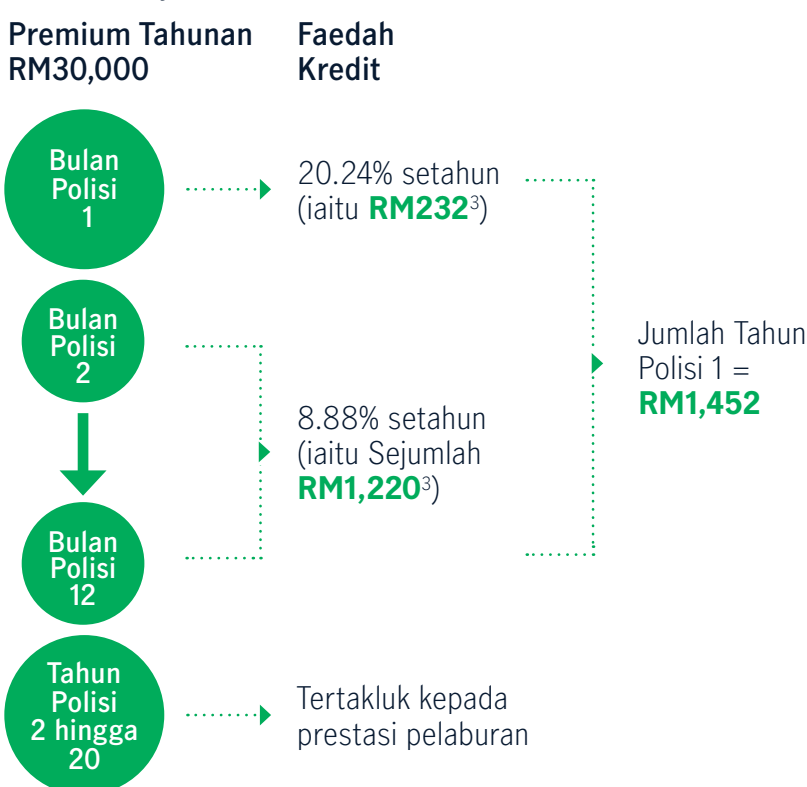 Premium Tahunan
RM30,000
Faedah
Kredit
Bulan
Polisi
1
20.24% setahun
(iaitu RM232³)
Bulan
Polisi
2
8.88% setahun
(iaitu Sejumlah
RM1,220³)
Jumlah Tahun
Polisi 1 =
RM1,452
Bulan
Polisi
12
Tahun
Polisi
2 hingga
20
Tertakluk kepada
prestasi pelaburan